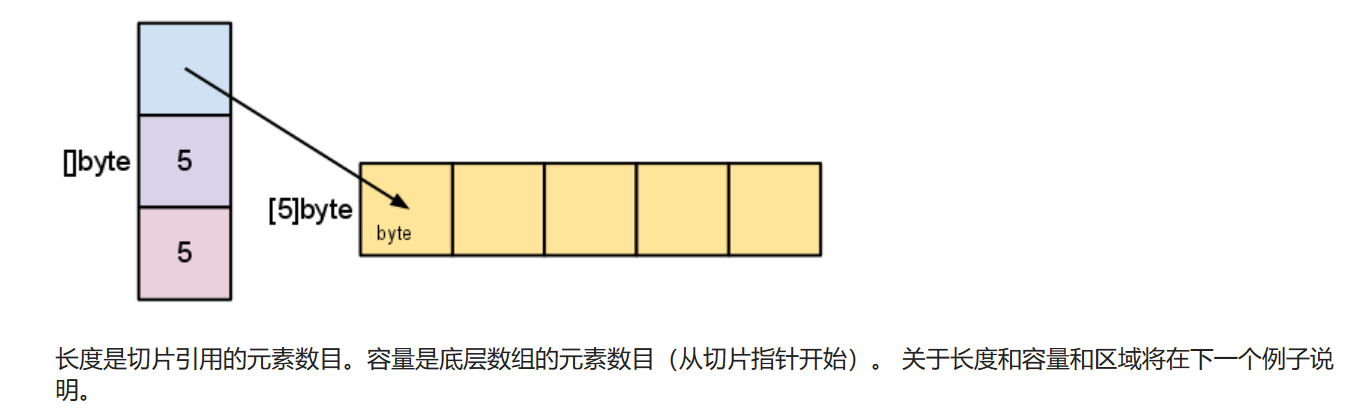 []byte
5
[5]byte
byte
5
长度是切片引用的元素数目。容量是底层数组的元素数目（从切片指针开始）。 关于长度和容量和区域将在下一个例子说
明。